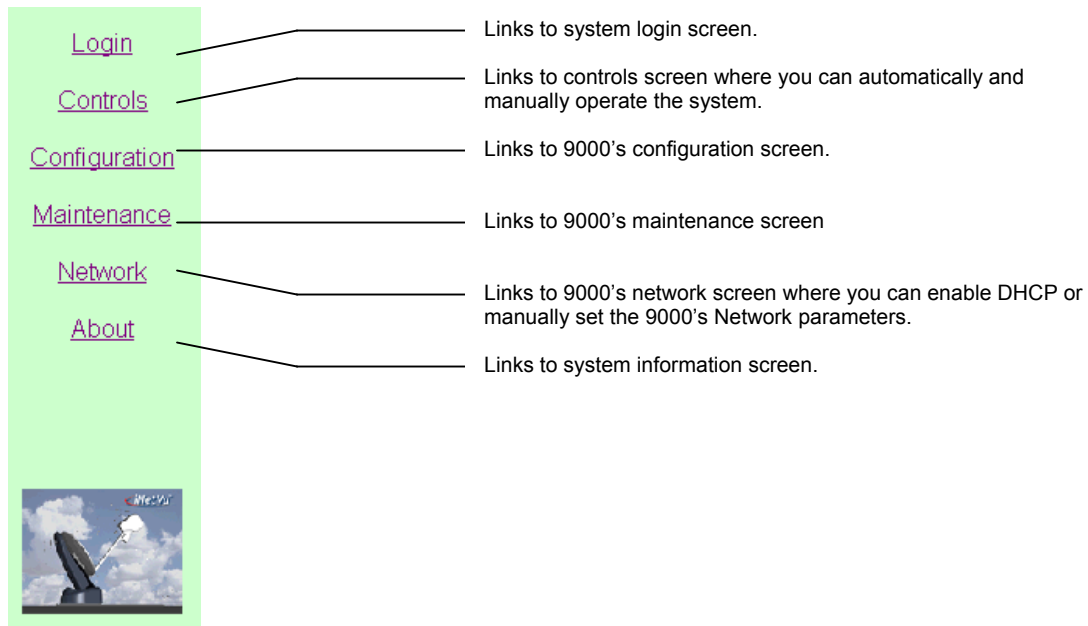 Login
Links to system login screen.
Controls
Links to controls screen where you can automatically and
manually operate the system.
Configuration
Links to 9000’s configuration screen.
Maintenance
Links to 9000’s maintenance screen
Network
Links to 9000’s network screen where you can enable DHCP or
manually set the 9000’s Network parameters.
About
Links to system information screen.
iNetVu